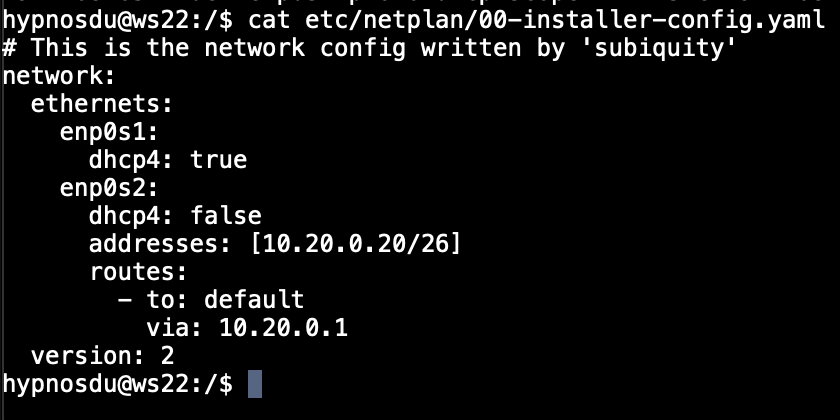 hypnosdu@ws22:/$ cat etc/netplan/00-installer-config.yaml
# This is the network config written by 'subiquity'
network:
  ethernets:
    enp0s1:
      dhcp4: true
    enp0s2:
      dhcp4: false
      addresses: [10.20.0.20/26]
      routes:
        - to: default
          via: 10.20.0.1
  version: 2
hypnosdu@ws22:/$